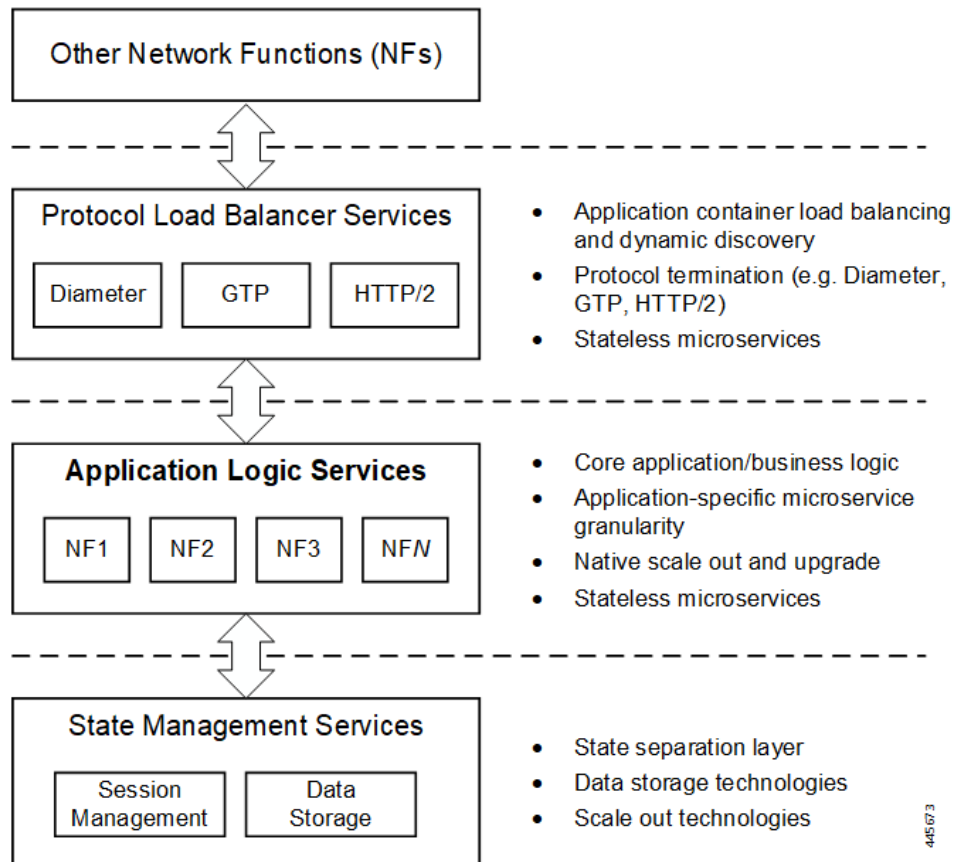 Other Network Functions (NFs)
Protocol Load Balancer Services
Diameter
GTP
HTTP/2
• Application container load balancing
and dynamic discovery
• Protocol termination (e.g. Diameter,
GTP, HTTP/2)
• Stateless microservices
Application Logic Services
NF1
NF2
NF3
NFN
• Core application/business logic
• Application-specific microservice
granularity
• Native scale out and upgrade
• Stateless microservices
State Management Services
Session
Management
Data
Storage
• State separation layer
• Data storage technologies
• Scale out technologies
445673